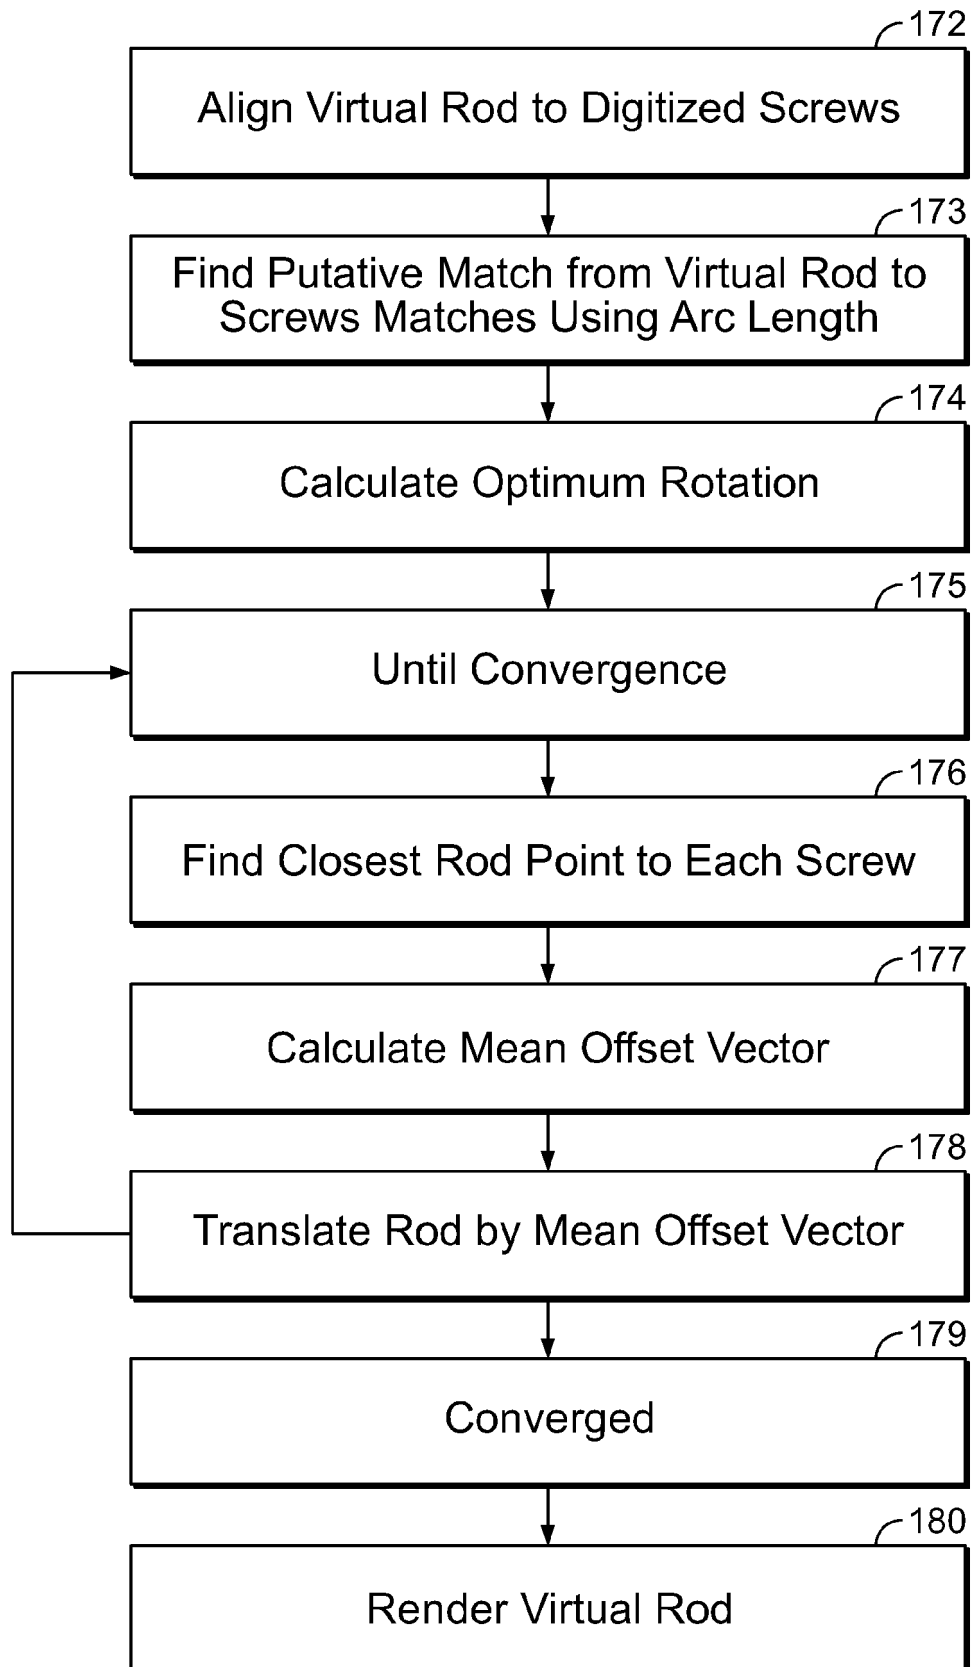 172
Align Virtual Rod to Digitized Screws
173
Find Putative Match from Virtual Rod to
Screws Matches Using Arc Length
174
Calculate Optimum Rotation
175
Until Convergence
176
Find Closest Rod Point to Each Screw
177
Calculate Mean Offset Vector
178
Translate Rod by Mean Offset Vector
179
Converged
180
Render Virtual Rod